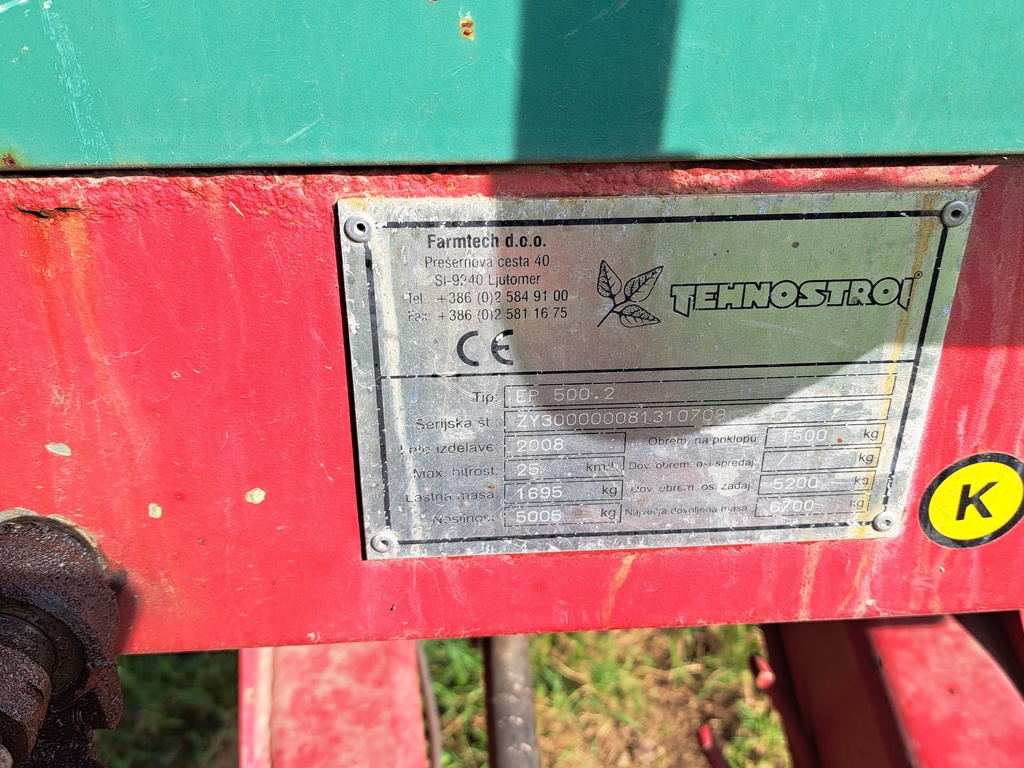 Farmtech d.o.o.
Prešernova cesta 40
SI-9240 Ljutomer
Tel.: +386 (0)2 584 91 00
Fax: +386 (0)2 581 16 75
TEHNOSTROJ®
CE
Tip: EP 500.2
Serijska št.: ZY300000081310709
Leto izdelave: 2008
Obrem. na priklopu 1500 kg
Max. hitrost: 25 km/h
Dov. obrem. osi spredaj: / kg
Lastna masa: 1695 kg
Dov. obrem. osi zadaj: 5200 kg
Nosilnost: 5005 kg
Največja dovoljena masa: 6700 kg
K